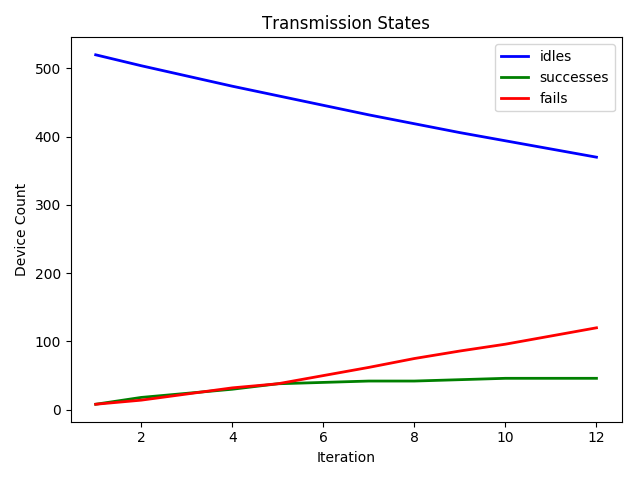 Transmission States
idles
successes
fails
Device Count
500
400
300
200
100
0
2 4 6 8 10 12
Iteration